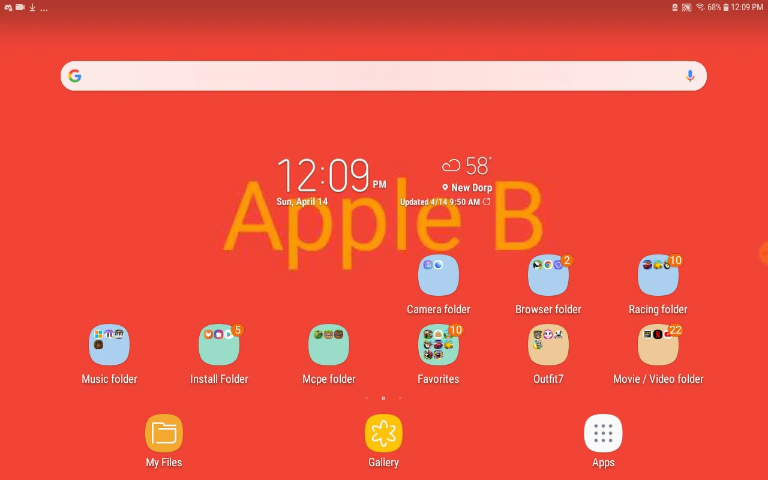 ... 68% 12:09 PM
12:09 PM
58°
New Dorp
Sun, April 14
Updated 4/14 9:50 AM
Apple B
2
10
Camera folder
Browser folder
Racing folder
5
10
22
Music folder
Install Folder
Mcpe folder
Favorites
Outfit7
Movie / Video folder
My Files
Gallery
Apps